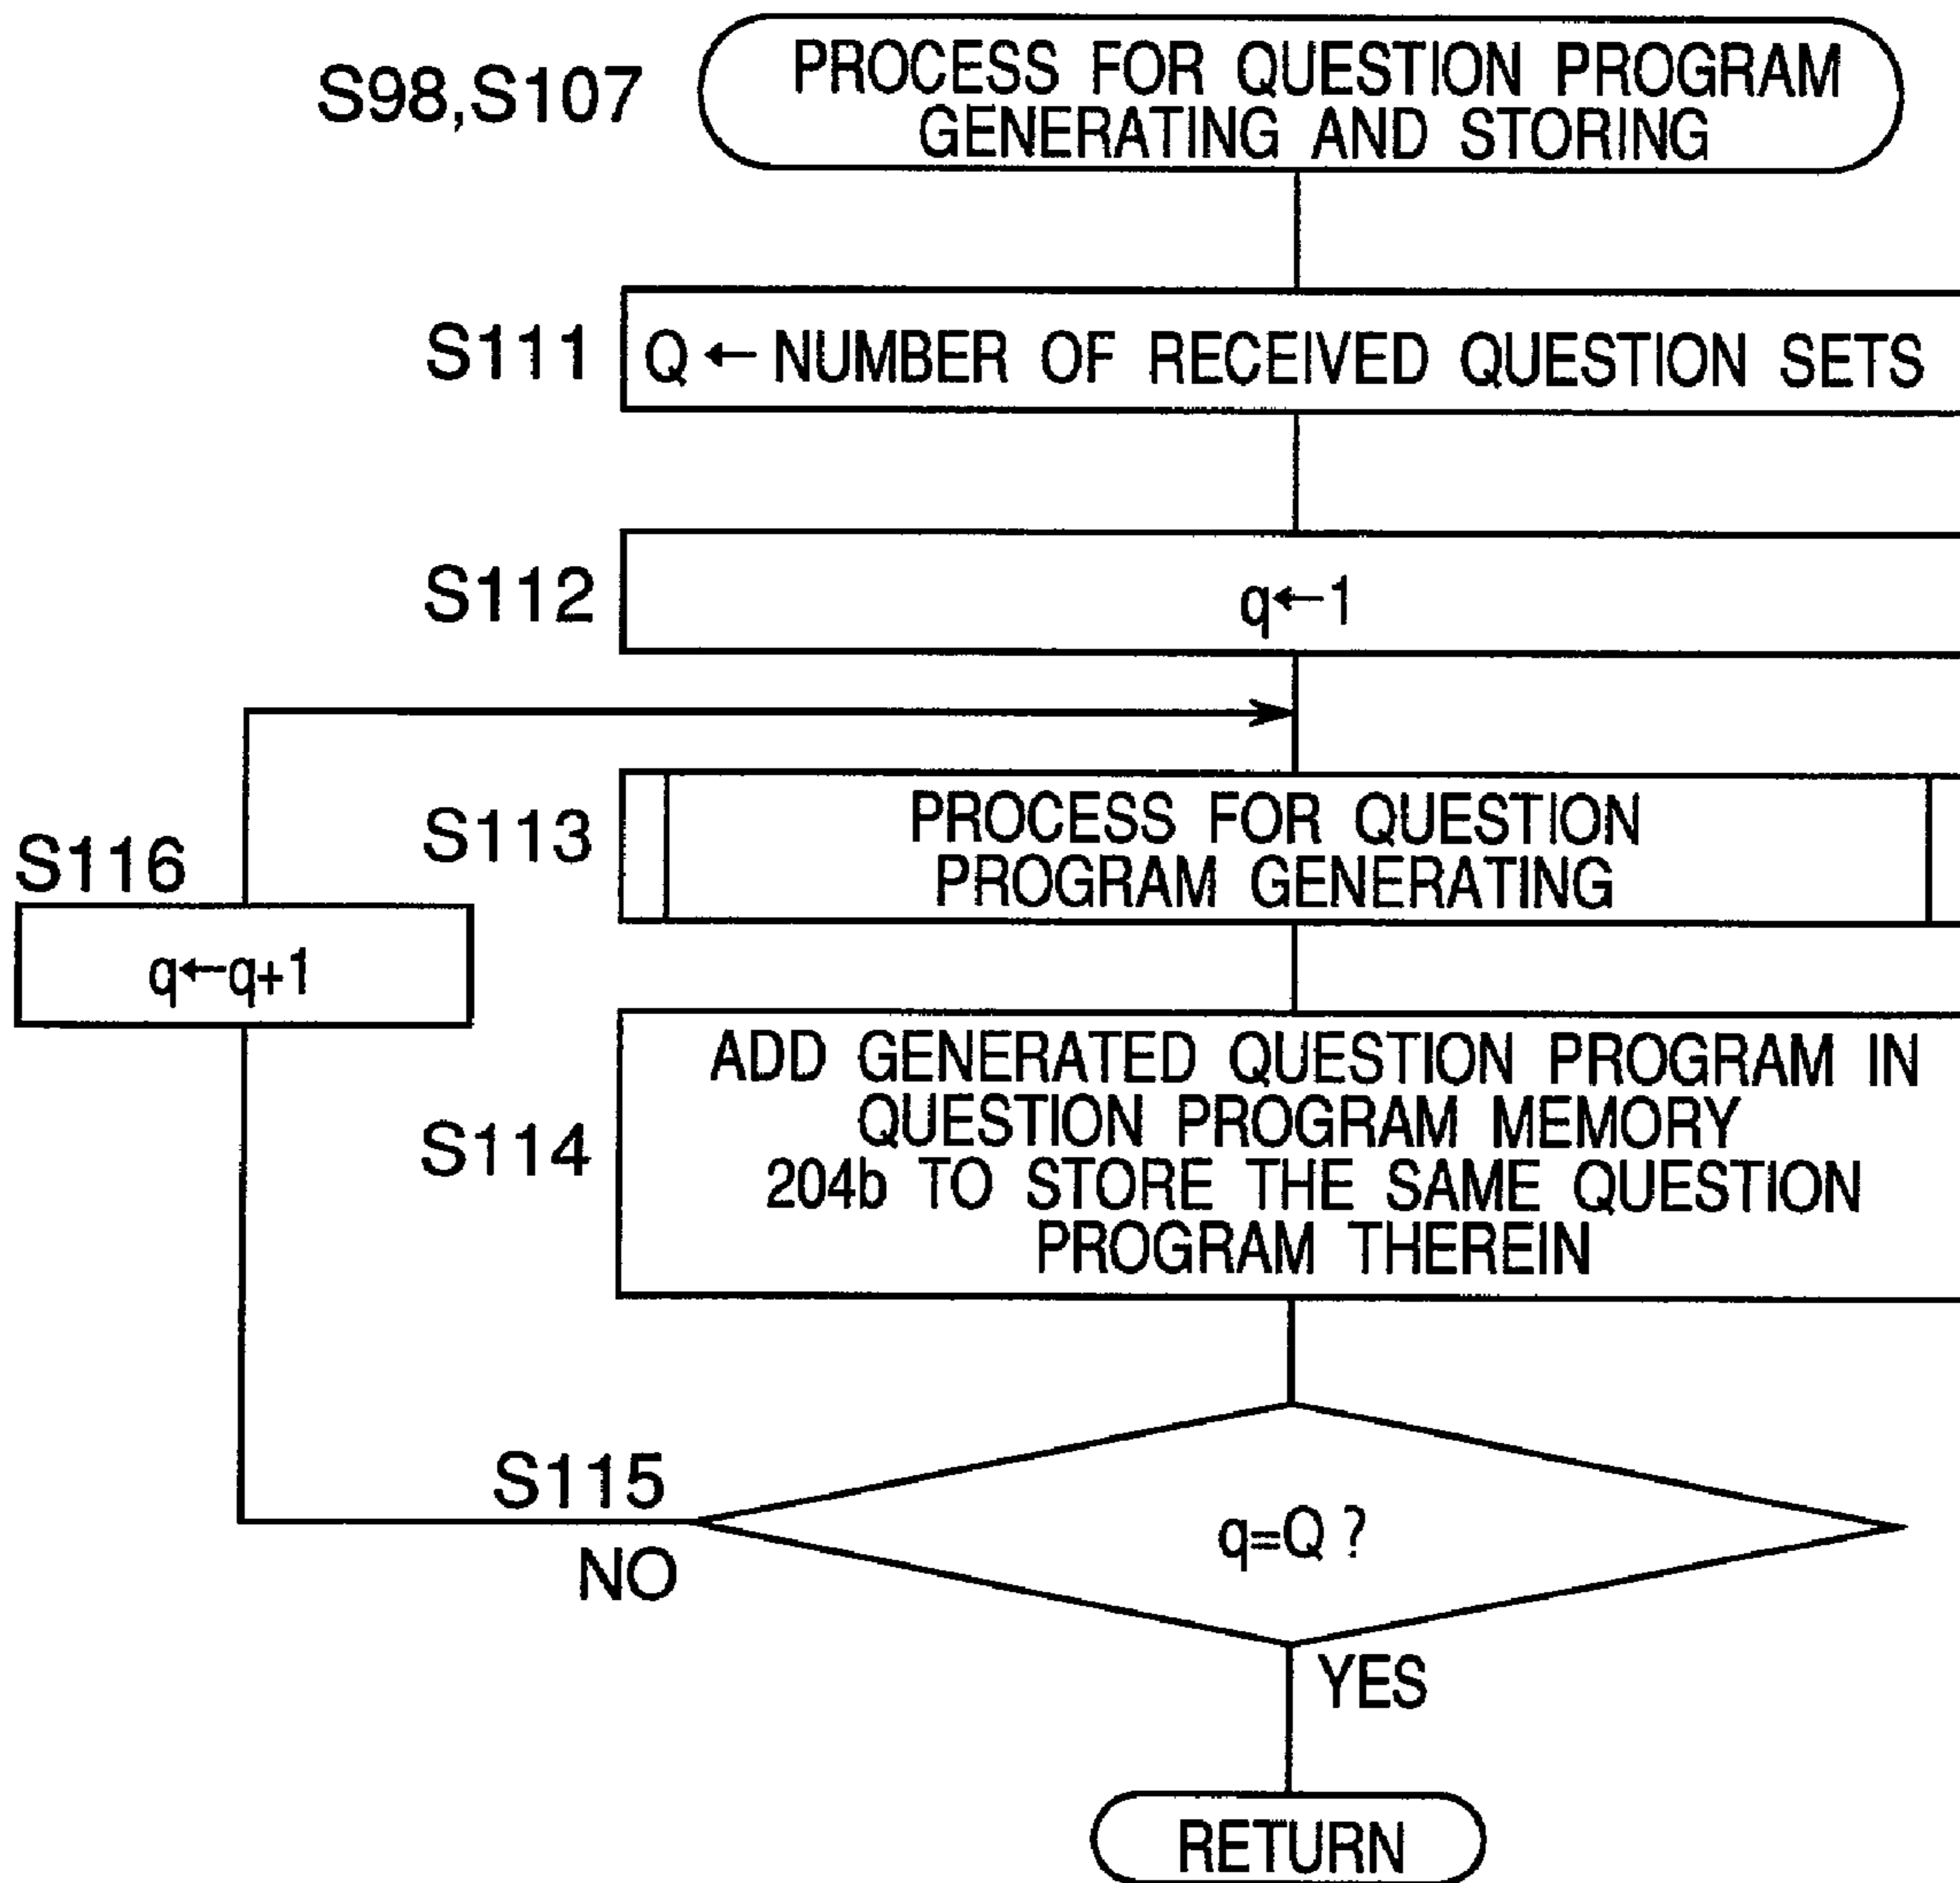 S98,S107
PROCESS FOR QUESTION PROGRAM
GENERATING AND STORING
S111
Q ← NUMBER OF RECEIVED QUESTION SETS
S112
q←1
S113
PROCESS FOR QUESTION
PROGRAM GENERATING
S116
q←q+1
S114
ADD GENERATED QUESTION PROGRAM IN
QUESTION PROGRAM MEMORY
204b TO STORE THE SAME QUESTION
PROGRAM THEREIN
S115
q=Q ?
NO
YES
RETURN